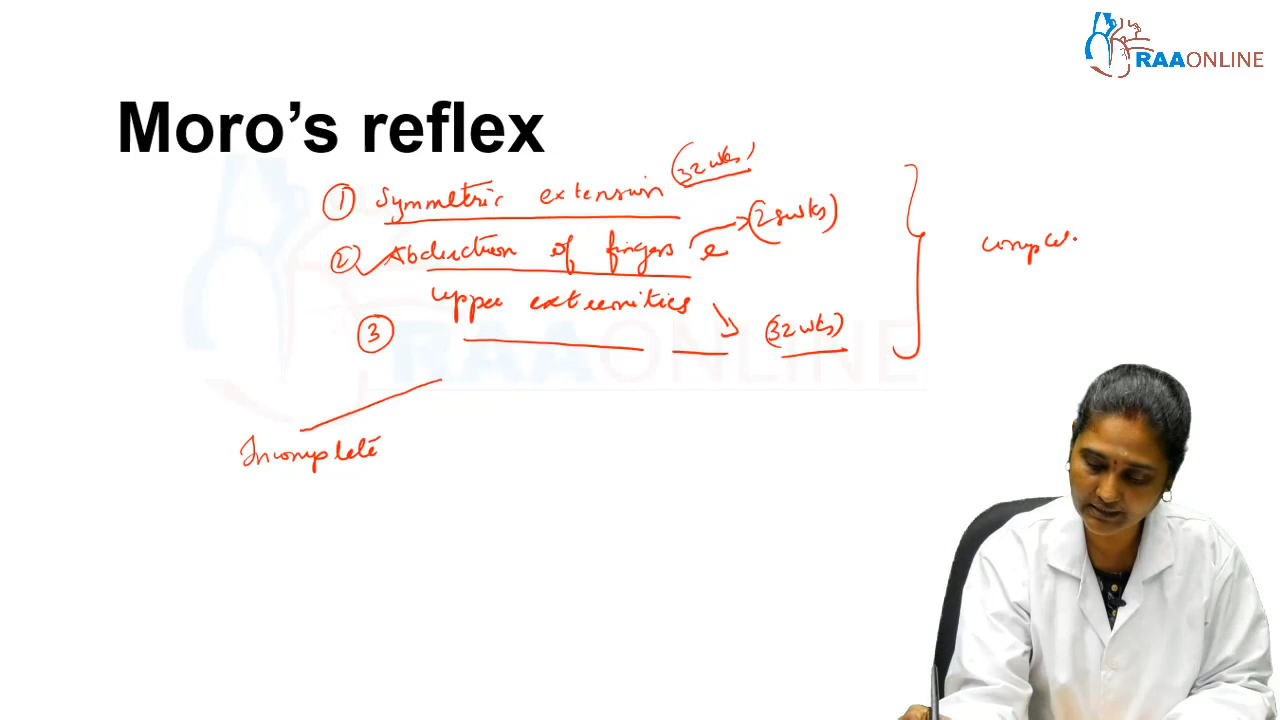 RAAONLINE
Moro's reflex
① Symmetric extension (32 wks)
② Abduction of fingers (28 wks)
upper extremities
③ (32 wks)
Incomplete
RAAONLINE